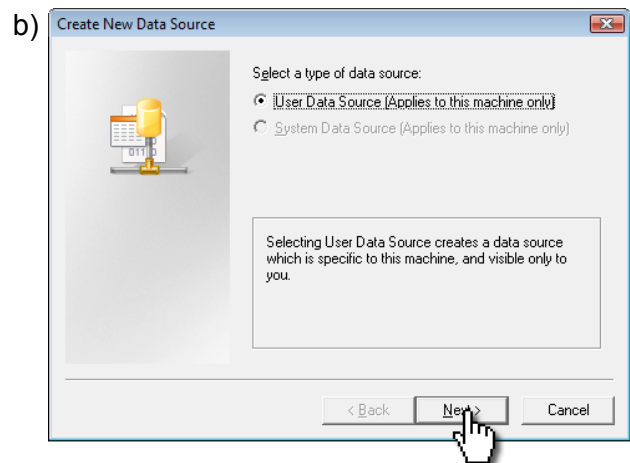 b)
Create New Data Source
Select a type of data source:
User Data Source (Applies to this machine only)
System Data Source (Applies to this machine only)
01110
Selecting User Data Source creates a data source
which is specific to this machine, and visible only to
you.
< Back
Next >
Cancel